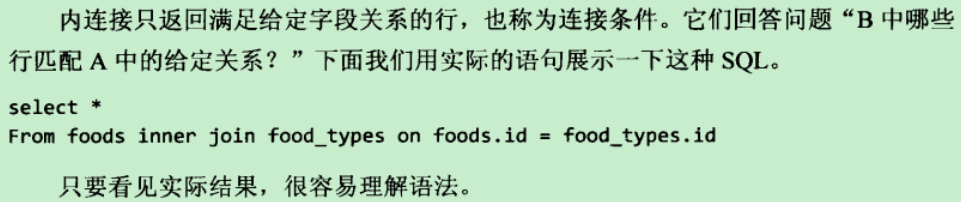 内连接只返回满足给定字段关系的行，也称为连接条件。它们回答问题“B 中哪些
行匹配 A 中的给定关系？”下面我们用实际的语句展示一下这种 SQL。
select *
From foods inner join food_types on foods.id = food_types.id
只要看见实际结果，很容易理解语法。